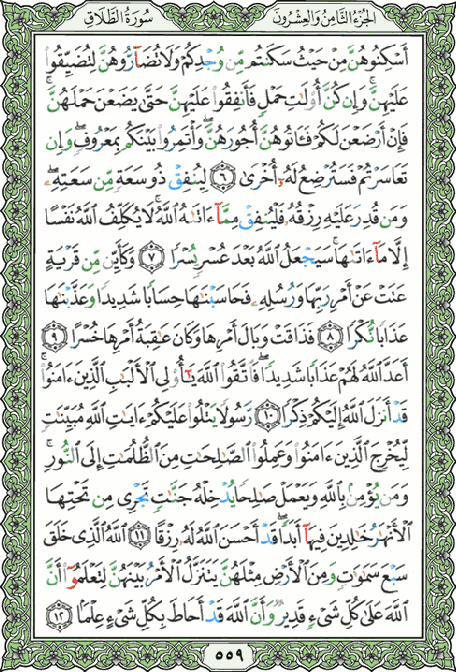 الجزء الثامن والعشرون سورة الطلاق
أَسْكِنُوهُنَّ مِنْ حَيْثُ سَكَنتُم مِّن وُجْدِكُمْ وَلَا تُضَآرُّوهُنَّ لِتُضَيِّقُوا۟
عَلَيْهِنَّ ۚ وَإِن كُنَّ أُو۟لَٰتِ حَمْلٍ فَأَنفِقُوا۟ عَلَيْهِنَّ حَتَّىٰ يَضَعْنَ حَمْلَهُنَّ ۚ
فَإِنْ أَرْضَعْنَ لَكُمْ فَـَٔاتُوهُنَّ أُجُورَهُنَّ ۖ وَأْتَمِرُوا۟ بَيْنَكُم بِمَعْرُوفٍ ۖ وَإِن
تَعَاسَرْتُمْ فَسَتُرْضِعُ لَهُۥٓ أُخْرَىٰ ٦ لِيُنفِقْ ذُو سَعَةٍ مِّن سَعَتِهِۦ ۖ
وَمَن قُدِرَ عَلَيْهِ رِزْقُهُۥ فَلْيُنفِقْ مِمَّآ ءَاتَىٰهُ ٱللَّهُ ۚ لَا يُكَلِّفُ ٱللَّهُ نَفْسًا
إِلَّا مَآ ءَاتَىٰهَا ۚ سَيَجْعَلُ ٱللَّهُ بَعْدَ عُسْرٍ يُسْرًا ٧ وَكَأَيِّن مِّن قَرْيَةٍ
عَتَتْ عَنْ أَمْرِ رَبِّهَا وَرُسُلِهِۦ فَحَاسَبْنَٰهَا حِسَابًا شَدِيدًا وَعَذَّبْنَٰهَا
عَذَابًا نُّكْرًا ٨ فَذَاقَتْ وَبَالَ أَمْرِهَا وَكَانَ عَٰقِبَةُ أَمْرِهَا خُسْرًا ٩
أَعَدَّ ٱللَّهُ لَهُمْ عَذَابًا شَدِيدًا ۖ فَٱتَّقُوا۟ ٱللَّهَ يَٰٓأُو۟لِى ٱلْأَلْبَٰبِ ٱلَّذِينَ ءَامَنُوا۟ ۚ
قَدْ أَنزَلَ ٱللَّهُ إِلَيْكُمْ ذِكْرًا ١٠ رَّسُولًا يَتْلُوا۟ عَلَيْكُمْ ءَايَٰتِ ٱللَّهِ مُبَيِّنَٰتٍ
لِّيُخْرِجَ ٱلَّذِينَ ءَامَنُوا۟ وَعَمِلُوا۟ ٱلصَّٰلِحَٰتِ مِنَ ٱلظُّلُمَٰتِ إِلَى ٱلنُّورِ ۚ
وَمَن يُؤْمِنۢ بِٱللَّهِ وَيَعْمَلْ صَٰلِحًا يُدْخِلْهُ جَنَّٰتٍ تَجْرِى مِن تَحْتِهَا
ٱلْأَنْهَٰرُ خَٰلِدِينَ فِيهَآ أَبَدًا ۖ قَدْ أَحْسَنَ ٱللَّهُ لَهُۥ رِزْقًا ١١ ٱللَّهُ ٱلَّذِى خَلَقَ
سَبْعَ سَمَٰوَٰتٍ وَمِنَ ٱلْأَرْضِ مِثْلَهُنَّ يَتَنَزَّلُ ٱلْأَمْرُ بَيْنَهُنَّ لِتَعْلَمُوٓا۟ أَنَّ
ٱللَّهَ عَلَىٰ كُلِّ شَىْءٍ قَدِيرٌ وَأَنَّ ٱللَّهَ قَدْ أَحَاطَ بِكُلِّ شَىْءٍ عِلْمًۢا ١٢
٥٥٩